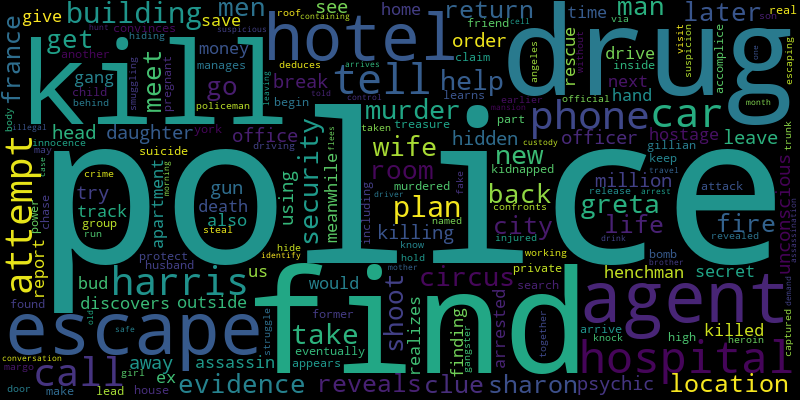 give building men hotel drug see home return man later
roof containing friend cell via real son
france save time
get kill money tell help order claim rescue drive
hunt convinces hiding suspicious
another manages deduces arrives angeles inside
gang meet go break phone car
child behind smuggling pregnant policeman leaving
begin learns earlier accomplice next visit suspicion without escaping
head daughter york office murder hidden treasure officer hand official hostage leave month
body illegal driving told control taken part
attempt police suicide security wife new million gillian trunk
innocence may case apartment morning room murdered kidnapped keep travel
try gun using meanwhile flees plan back greta unconscious
crime death killing city life release arrest attack
track also fire assassination
power group steal including driver fake named confronts revealed
report chase run hide know hold injured bomb brother
protect husband identify mother working drink henchman secret
bud us would circus private
found harris outside shoot realizes search
discovers find agent killed
old escape take former finding gangster arrested together arrive high captured demand
safe struggle eventually knock heroin
conversation away assassin appears custody hospital
margo girl call ex reveals clue sharon psychic location
door make lead house evidence